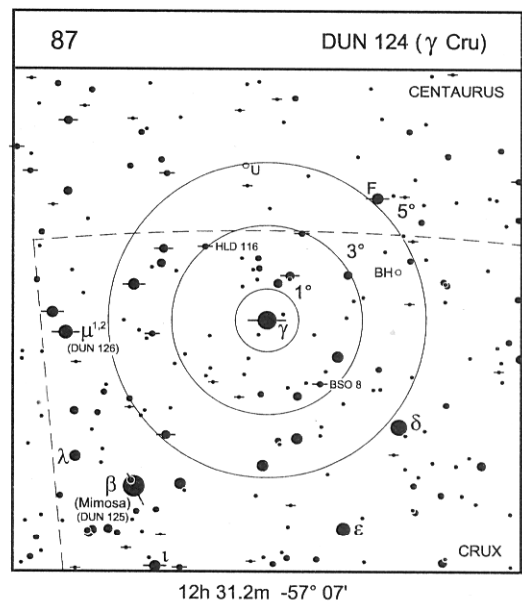 87 DUN 124 (γ Cru)
CENTAURUS
U
F
5°
HLD 116
3°
BH
1°
γ
μ1,2
(DUN 126)
BSO 8
δ
λ
β
(Mimosa)
(DUN 125)
ε
ι
CRUX
12h 31.2m -57° 07'